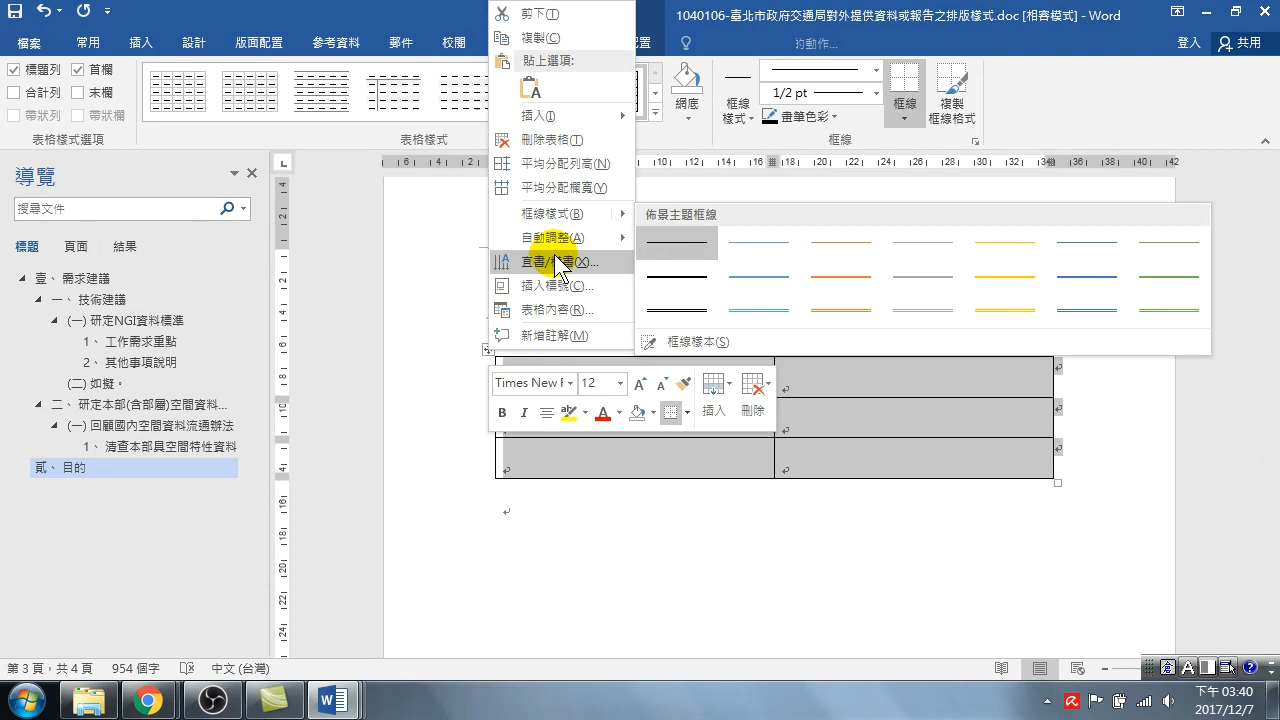 1040106-臺北市政府交通局對外提供資料或報告之排版樣式.doc [相容模式] - Word
檔案 常用 插入 設計 版面配置 參考資料 郵件 校閱 置 的動作... 登入 共用
標題列 首欄
合計列 末欄
帶狀列 帶狀欄
表格樣式選項
表格樣式
網底
框線樣式
1/2 pt
畫筆色彩
框線
複製框線格式
框線
剪下(T)
複製(C)
貼上選項:
插入(I)
刪除表格(T)
平均分配列高(N)
平均分配欄寬(Y)
框線樣式(B)
自動調整(A)
直書/橫書(X)...
插入標號(C)...
表格內容(R)...
新增註解(M)
佈景主題框線
框線樣本(S)
Times New F 12
B I A 插入 刪除
導覽
搜尋文件
標題 頁面 結果
壹、 需求建議
一、 技術建議
(一) 研定NGI資料標準
1、 工作需求重點
2、 其他事項說明
(二) 如擬。
二、 研定本部(含部屬)空間資料...
(一) 回顧國內空間資料流通辦法
1、 清查本部具空間特性資料
貳、 目的
第 3 頁，共 4 頁 954 個字 中文 (台灣)
下午 03:40
2017/12/7